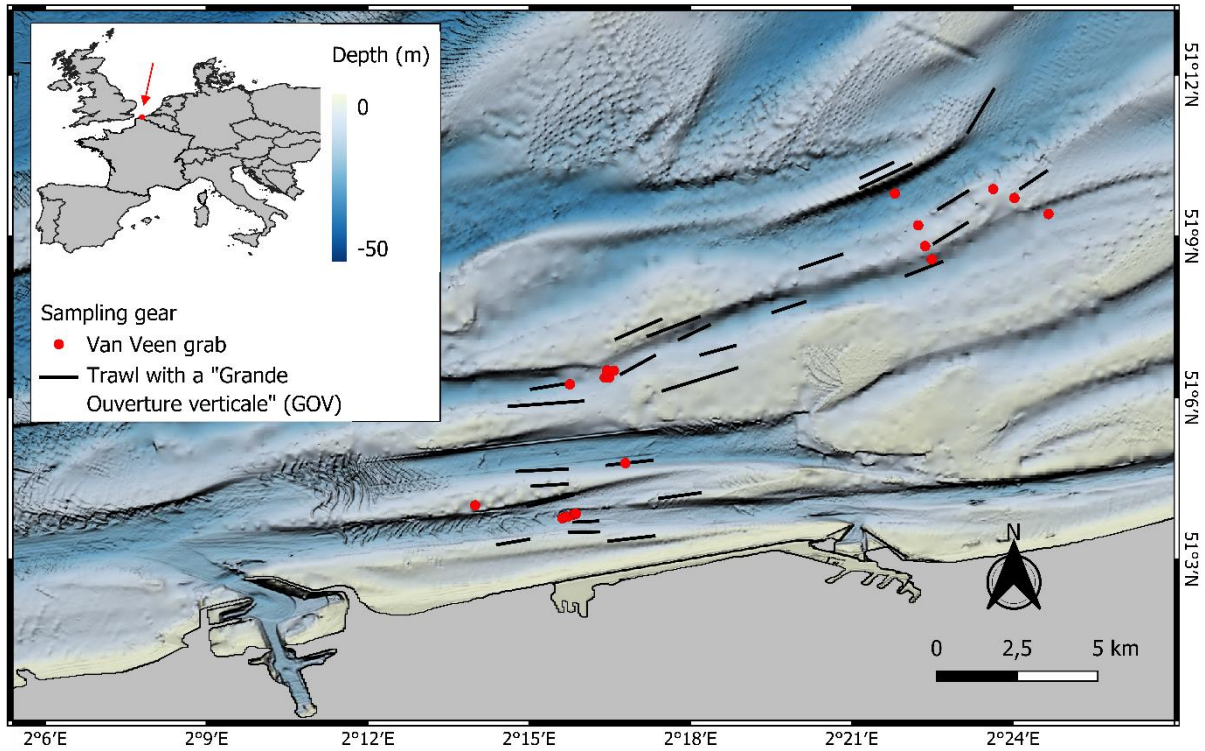 Depth (m)
0
-50
Sampling gear
Van Veen grab
Trawl with a "Grande
Ouverture verticale" (GOV)
51°12'N
51°9'N
51°6'N
51°3'N
N
0 2,5 5 km
2°6'E 2°9'E 2°12'E 2°15'E 2°18'E 2°21'E 2°24'E